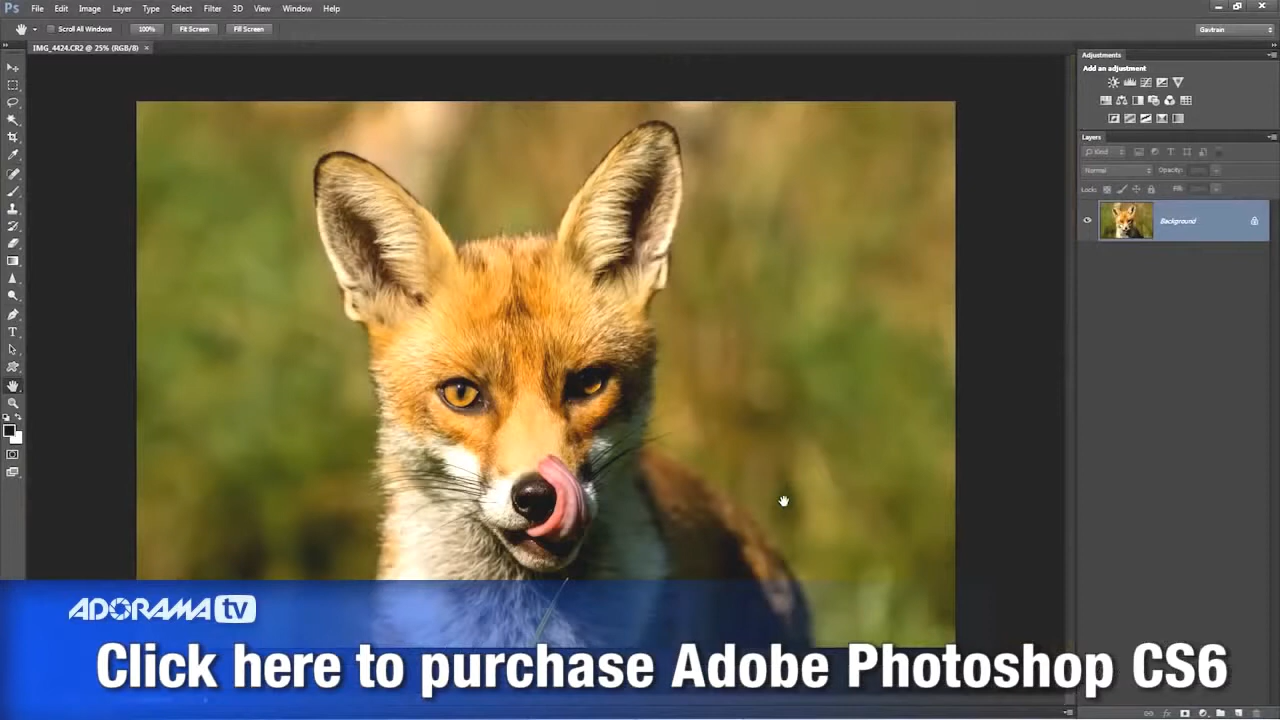 Ps File Edit Image Layer Type Select Filter 3D View Window Help
Scroll All Windows 100% Fit Screen Fill Screen Gavtrain
IMG_4424.CR2 @ 25% (RGB/8) ×
Adjustments
Add an adjustment
Layers
Kind
Normal Opacity:
Lock: Fill:
Background
ADORAMA tv
Click here to purchase Adobe Photoshop CS6